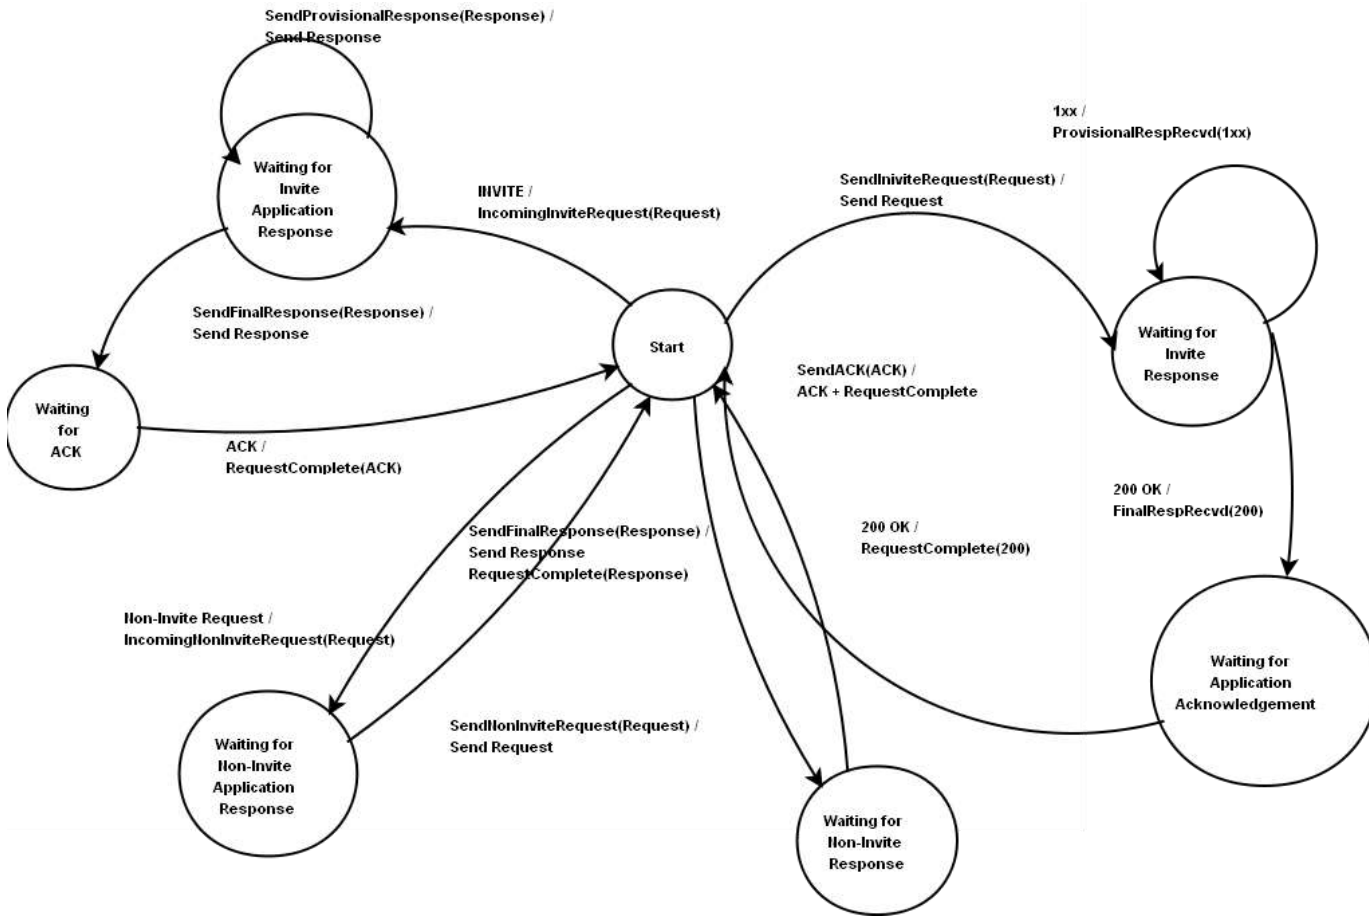 SendProvisionalResponse(Response) /
Send Response
1xx /
ProvisionalRespRecvd(1xx)
Waiting for
Invite
Application
Response
INVITE /
IncomingInviteRequest(Request)
SendIniviteRequest(Request) /
Send Request
SendFinalResponse(Response) /
Send Response
Start
Waiting for
Invite
Response
SendACK(ACK) /
ACK + RequestComplete
Waiting
for
ACK
ACK /
RequestComplete(ACK)
200 OK /
FinalRespRecvd(200)
SendFinalResponse(Response) /
Send Response
RequestComplete(Response)
200 OK /
RequestComplete(200)
Non-Invite Request /
IncomingNonInviteRequest(Request)
Waiting for
Application
Acknowledgement
SendNonInviteRequest(Request) /
Send Request
Waiting for
Non-Invite
Application
Response
Waiting for
Non-Invite
Response